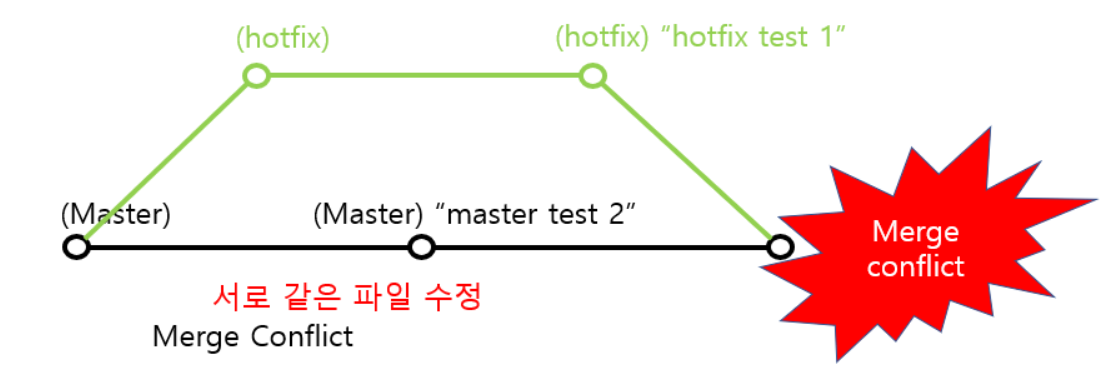 (hotfix)
(hotfix) “hotfix test 1”
(Master)
(Master) “master test 2”
Merge
conflict
서로 같은 파일 수정
Merge Conflict